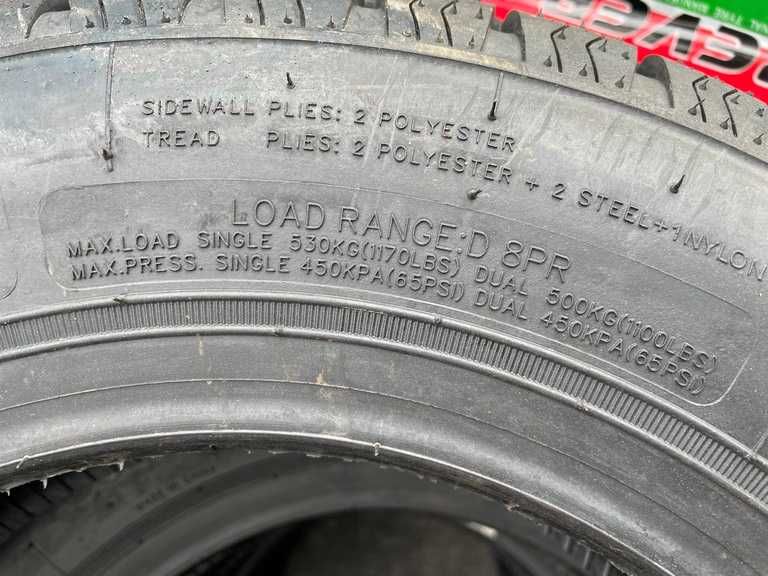 SIDEWALL PLIES: 2 POLYESTER
TREAD PLIES: 2 POLYESTER + 2 STEEL+1NYLON
LOAD RANGE:D 8PR
MAX.LOAD SINGLE 530KG(1170LBS) DUAL 500KG(1100LBS)
MAX.PRESS. SINGLE 450KPA(65PSI) DUAL 450KPA(65PSI)